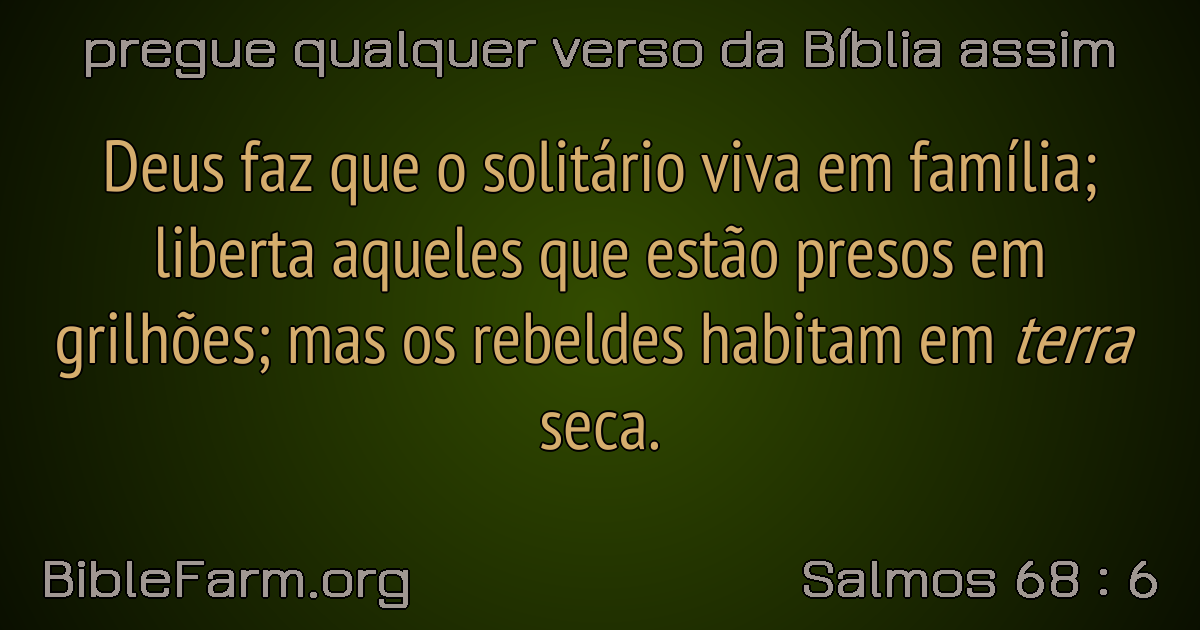 pregue qualquer verso da Bíblia assim
Deus faz que o solitário viva em família;
liberta aqueles que estão presos em
grilhões; mas os rebeldes habitam em terra
seca.
BibleFarm.org
Salmos 68 : 6